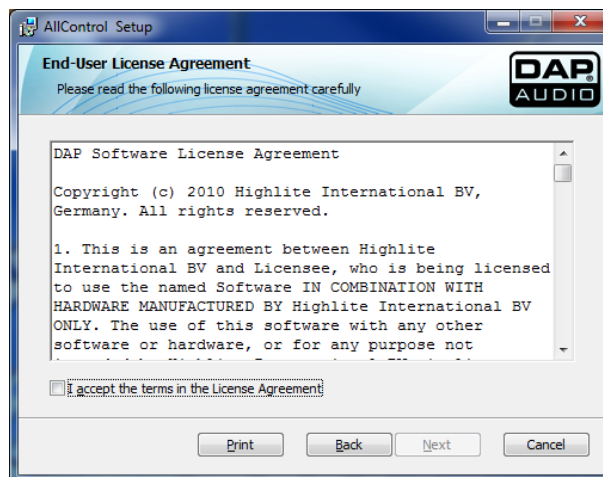 AllControl Setup
End-User License Agreement
Please read the following license agreement carefully
DAP
AUDIO
DAP Software License Agreement
Copyright (c) 2010 Highlite International BV,
Germany. All rights reserved.
1. This is an agreement between Highlite
International BV and Licensee, who is being licensed
to use the named Software IN COMBINATION WITH
HARDWARE MANUFACTURED BY Highlite International BV
ONLY. The use of this software with any other
software or hardware, or for any purpose not
I accept the terms in the License Agreement
Print Back Next Cancel